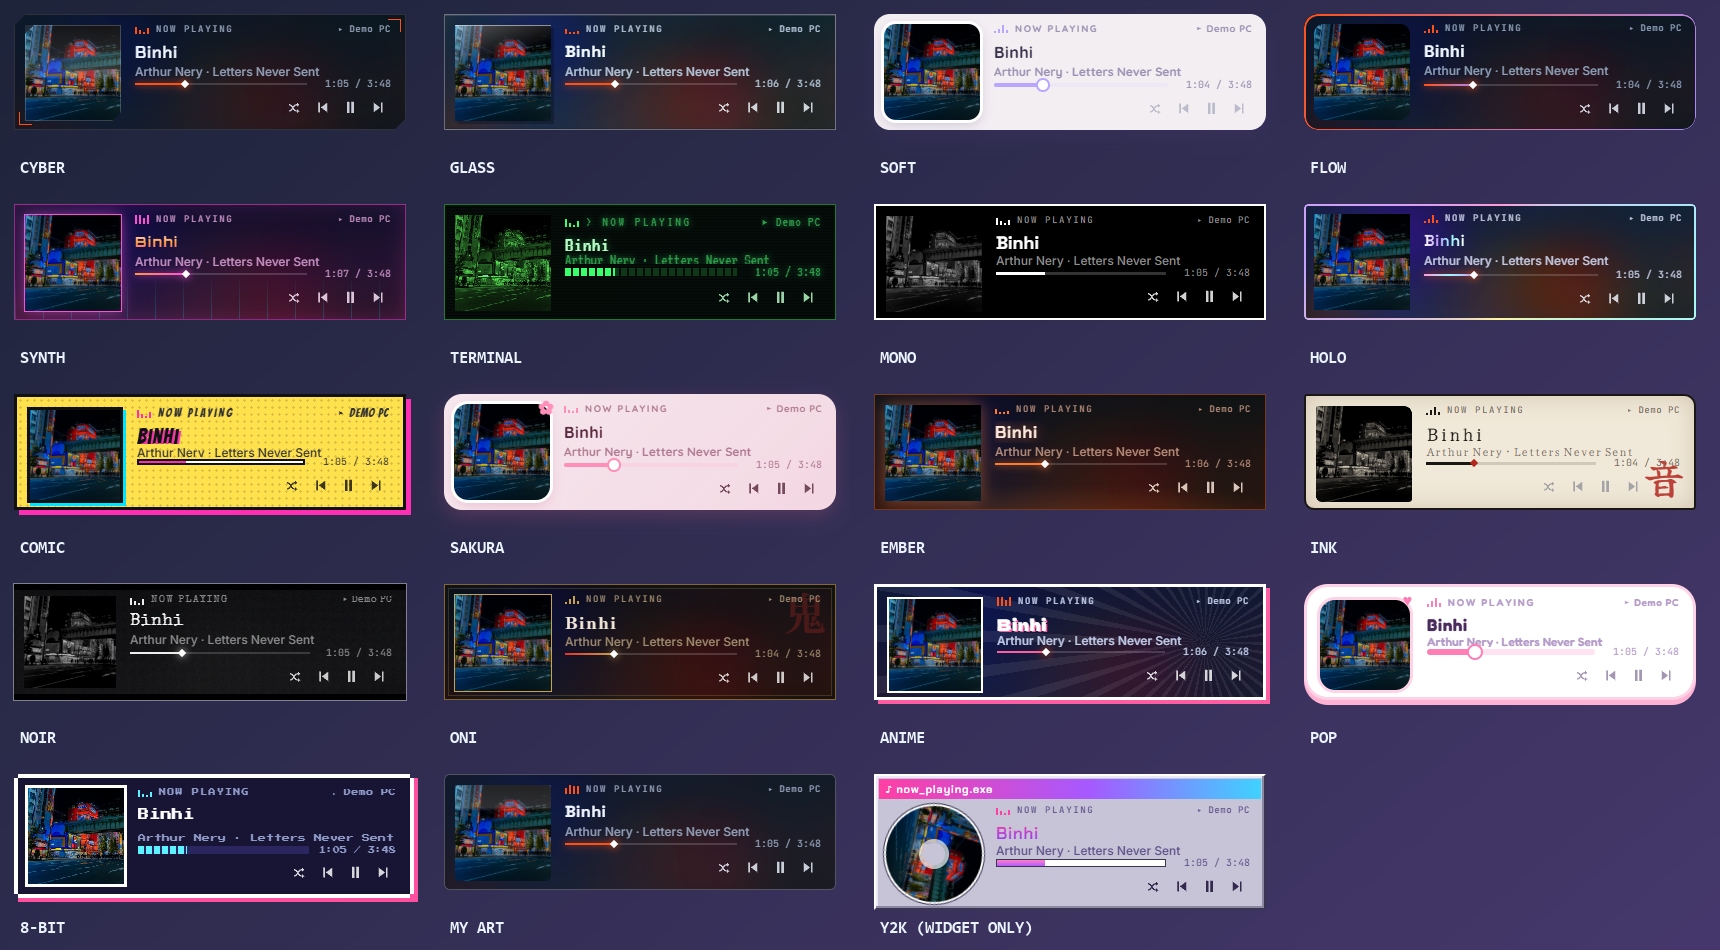 NOW PLAYING ▸ Demo PC
Binhi
Arthur Nery · Letters Never Sent
1:05 / 3:48
CYBER
NOW PLAYING ▸ Demo PC
Binhi
Arthur Nery · Letters Never Sent
1:06 / 3:48
GLASS
NOW PLAYING ▸ Demo PC
Binhi
Arthur Nery · Letters Never Sent
1:04 / 3:48
SOFT
NOW PLAYING ▸ Demo PC
Binhi
Arthur Nery · Letters Never Sent
1:04 / 3:48
FLOW
NOW PLAYING ▸ Demo PC
Binhi
Arthur Nery · Letters Never Sent
1:07 / 3:48
SYNTH
› NOW PLAYING ▸ Demo PC
Binhi
Arthur Nery · Letters Never Sent
1:05 / 3:48
TERMINAL
NOW PLAYING ▸ Demo PC
Binhi
Arthur Nery · Letters Never Sent
1:05 / 3:48
MONO
NOW PLAYING ▸ Demo PC
Binhi
Arthur Nery · Letters Never Sent
1:05 / 3:48
HOLO
NOW PLAYING ▸ DEMO PC
BINHI
Arthur Nery · Letters Never Sent
1:05 / 3:48
COMIC
NOW PLAYING ▸ Demo PC
Binhi
Arthur Nery · Letters Never Sent
1:05 / 3:48
SAKURA
NOW PLAYING ▸ Demo PC
Binhi
Arthur Nery · Letters Never Sent
1:06 / 3:48
EMBER
NOW PLAYING ▸ Demo PC
Binhi
Arthur Nery · Letters Never Sent
1:04 / 3:48
音
INK
NOW PLAYING ▸ Demo PC
Binhi
Arthur Nery · Letters Never Sent
1:05 / 3:48
NOIR
NOW PLAYING ▸ Demo PC
鬼
Binhi
Arthur Nery · Letters Never Sent
1:04 / 3:48
ONI
NOW PLAYING ▸ Demo PC
Binhi
Arthur Nery · Letters Never Sent
1:06 / 3:48
ANIME
NOW PLAYING ▸ Demo PC
Binhi
Arthur Nery · Letters Never Sent
1:05 / 3:48
POP
NOW PLAYING . Demo PC
Binhi
Arthur Nery · Letters Never Sent
1:05 / 3:48
8-BIT
NOW PLAYING ▸ Demo PC
Binhi
Arthur Nery · Letters Never Sent
1:05 / 3:48
MY ART
♪ now_playing.exe
NOW PLAYING ▸ Demo PC
Binhi
Arthur Nery · Letters Never Sent
1:05 / 3:48
Y2K (WIDGET ONLY)